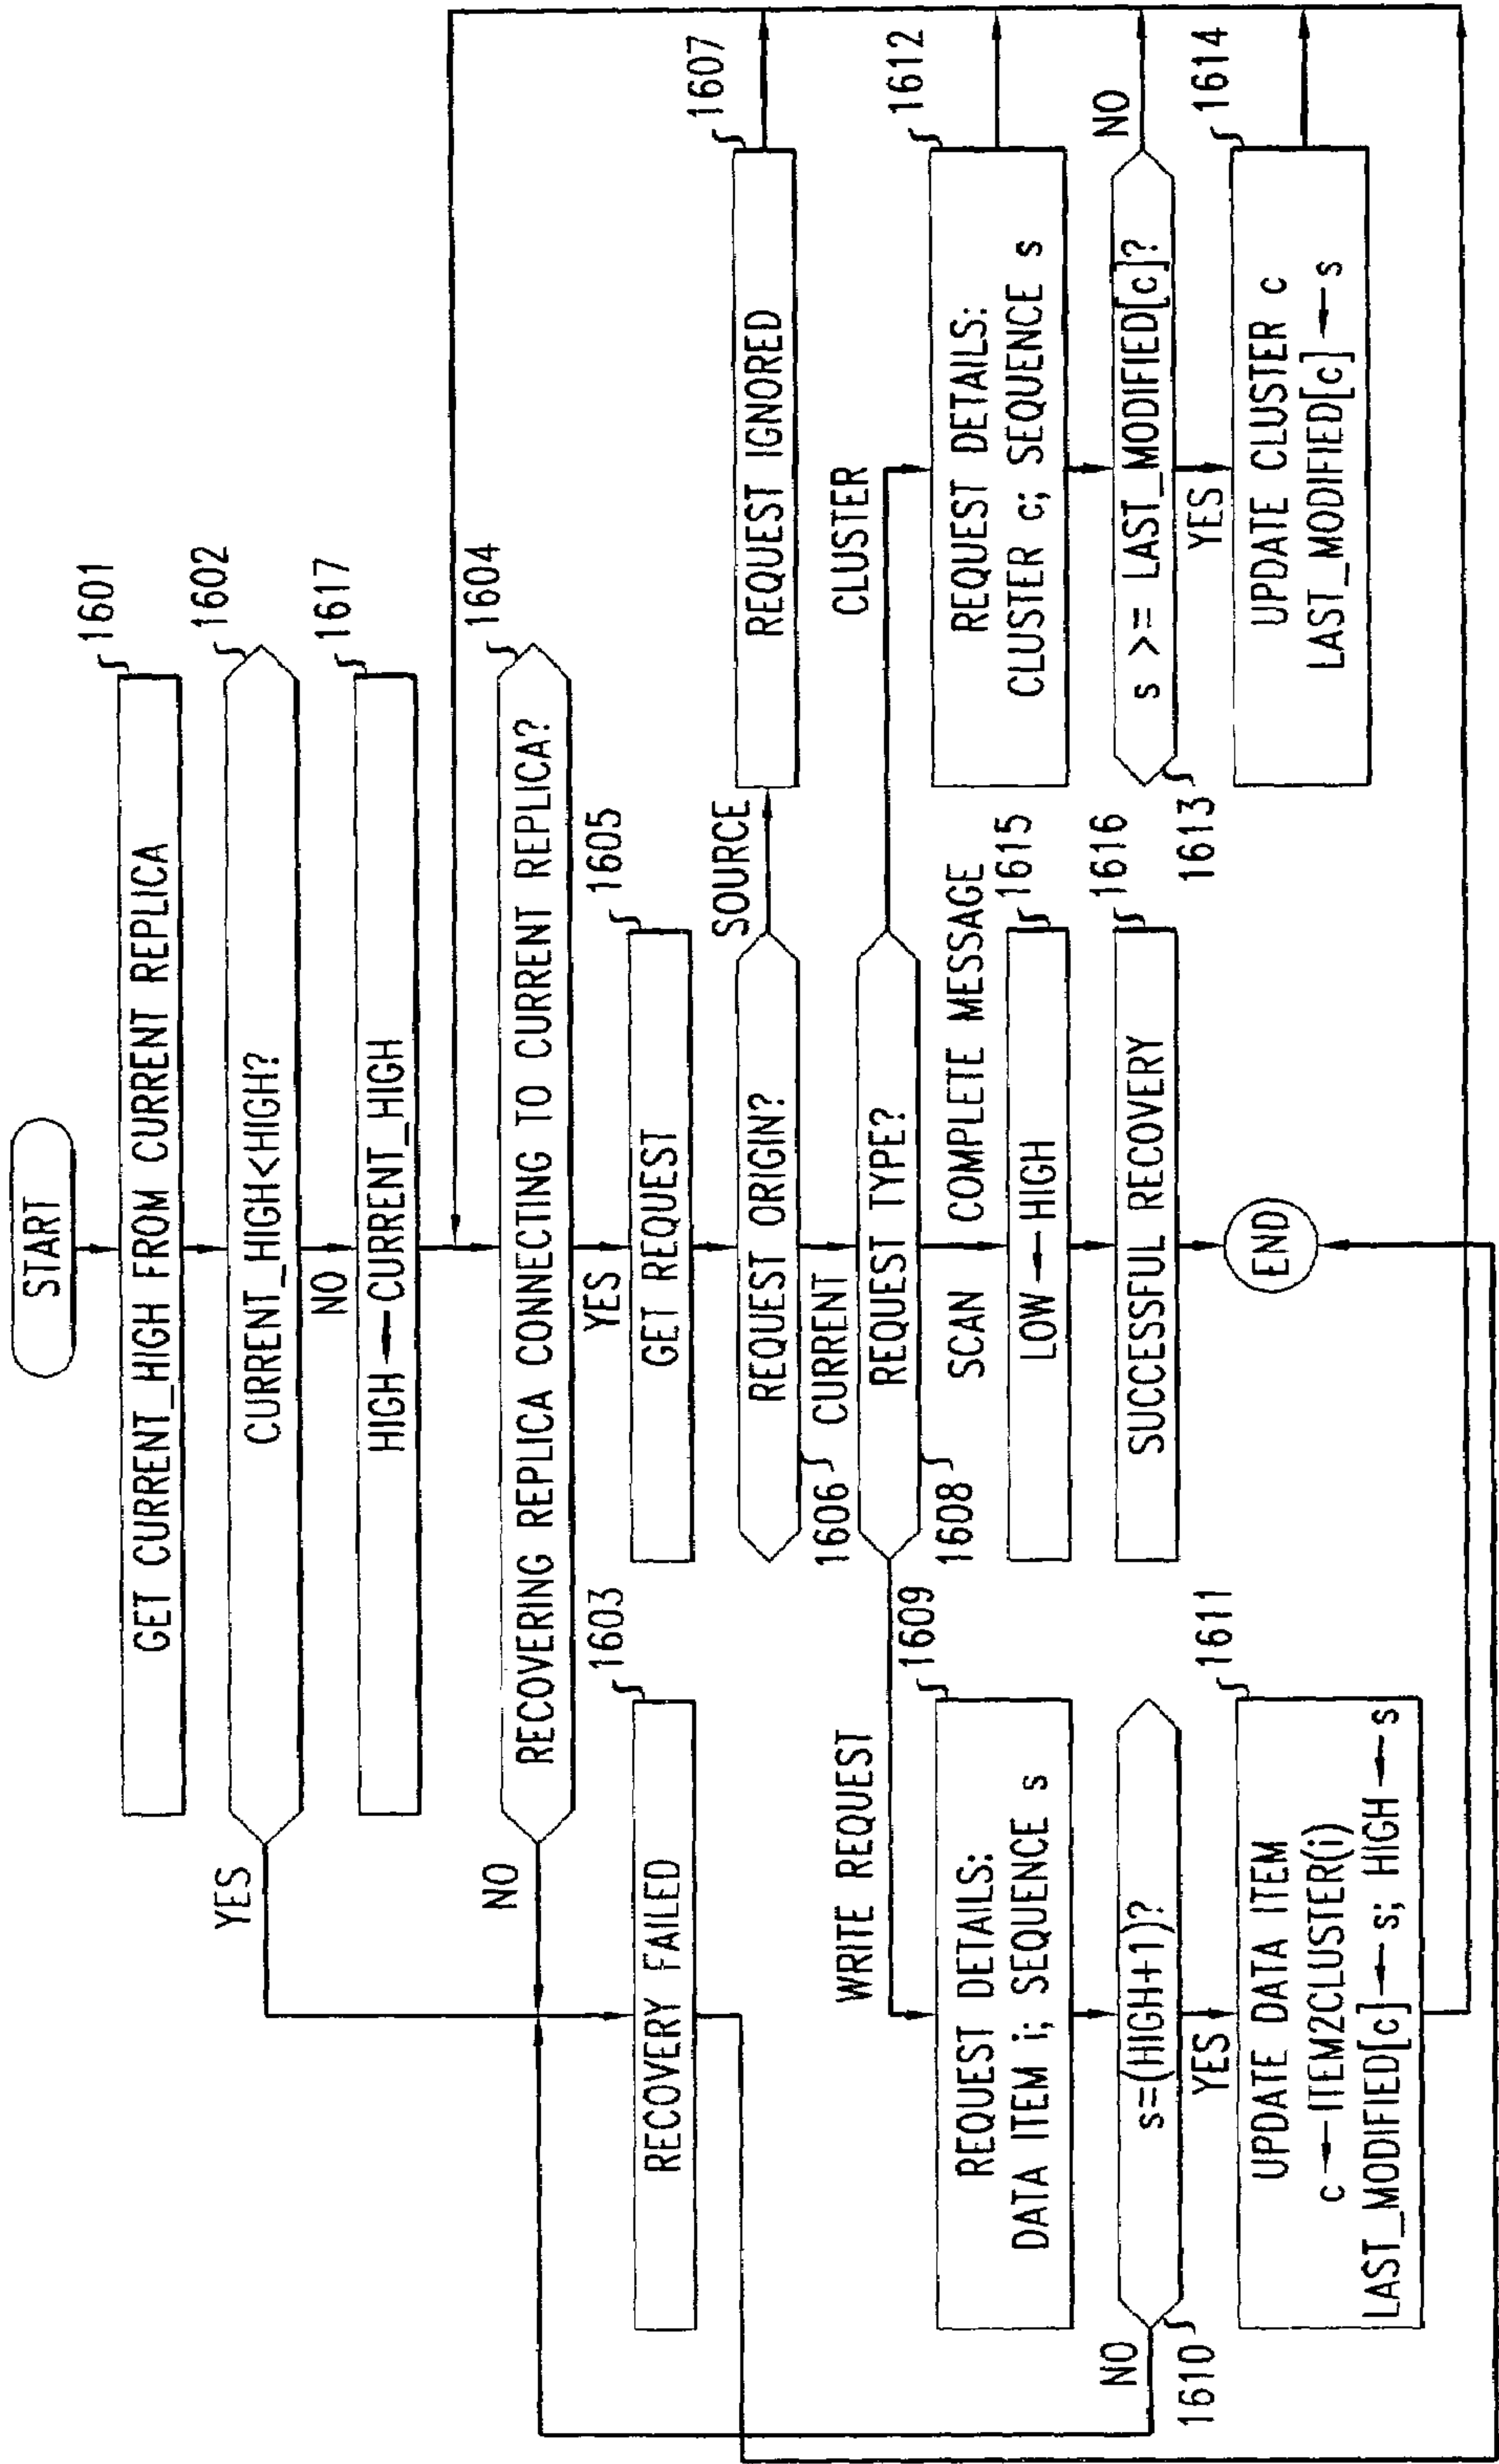 START
GET CURRENT_HIGH FROM CURRENT REPLICA
1601
CURRENT_HIGH<HIGH?
1602
YES
NO
HIGH ← CURRENT_HIGH
1617
RECOVERING REPLICA CONNECTING TO CURRENT REPLICA?
1604
NO
YES
RECOVERY FAILED
1603
GET REQUEST
1605
REQUEST ORIGIN?
1606
SOURCE
REQUEST IGNORED
1607
CURRENT
REQUEST TYPE?
1608
WRITE REQUEST
CLUSTER
SCAN COMPLETE MESSAGE
1609
REQUEST DETAILS:
DATA ITEM i; SEQUENCE s
LOW ← HIGH
1615
REQUEST DETAILS:
CLUSTER c; SEQUENCE s
1612
NO
s=(HIGH+1)?
1610
YES
SUCCESSFUL RECOVERY
1616
s >= LAST_MODIFIED[c]?
1613
NO
YES
UPDATE DATA ITEM
c ← ITEM2CLUSTER(i)
LAST_MODIFIED[c] ← s; HIGH ← s
1611
END
UPDATE CLUSTER c
LAST_MODIFIED[c] ← s
1614